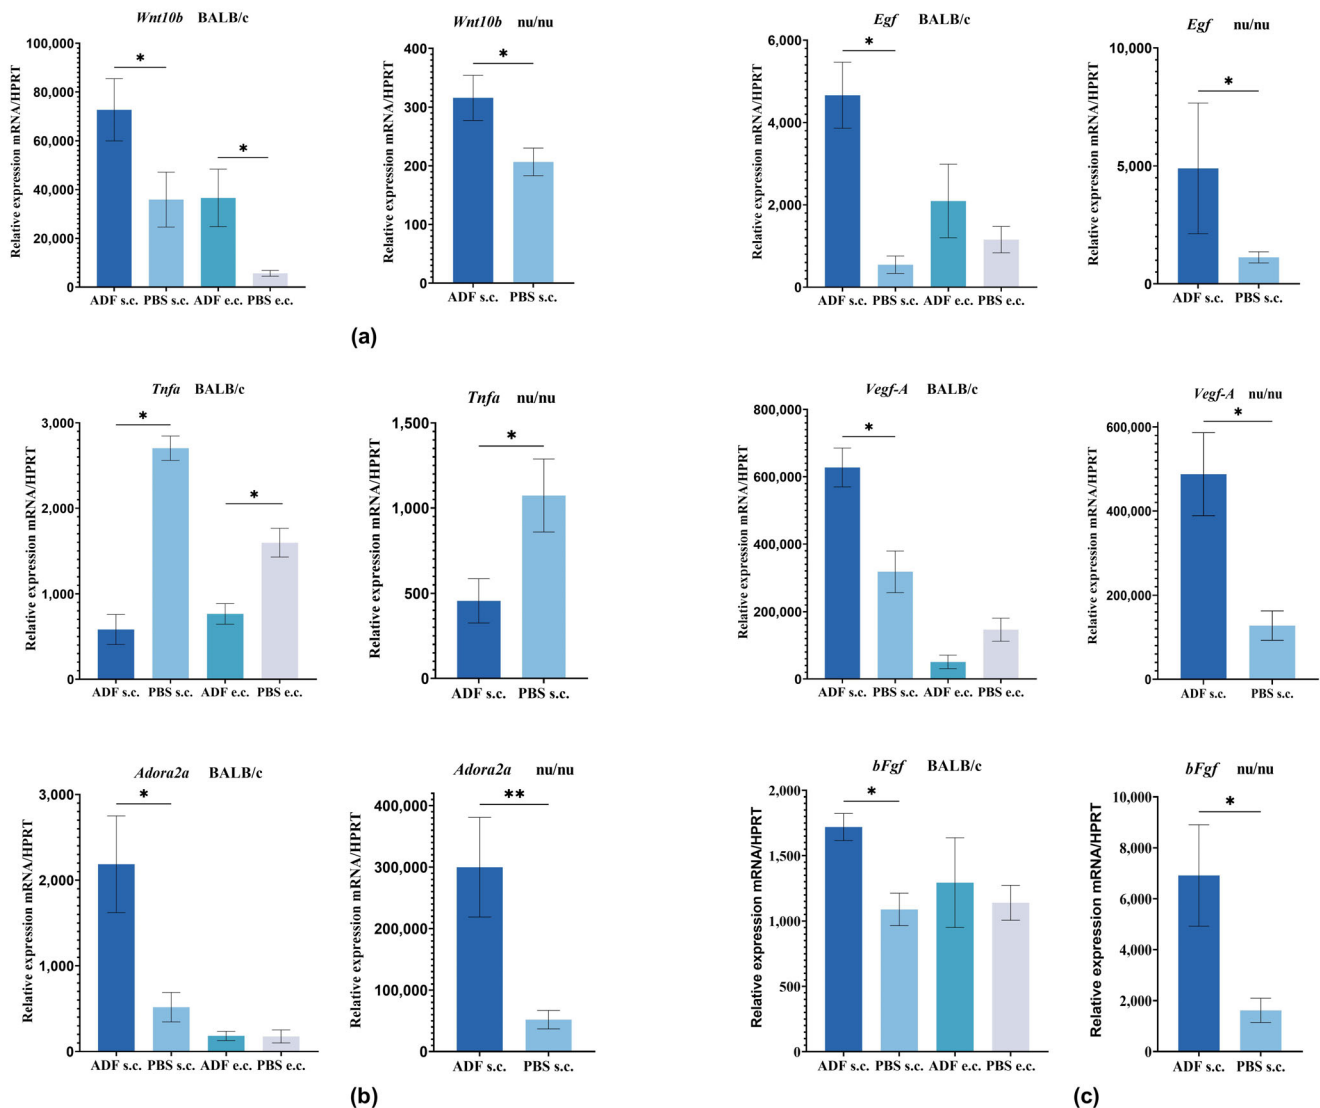 Wnt10b BALB/c
Relative expression mRNA/HPRT
100,000
80,000
60,000
40,000
20,000
0
*
*
ADF s.c. PBS s.c. ADF e.c. PBS e.c.
Wnt10b nu/nu
Relative expression mRNA/HPRT
400
300
200
100
0
*
ADF s.c. PBS s.c.
(a)
Egf BALB/c
Relative expression mRNA/HPRT
6,000
4,000
2,000
0
*
ADF s.c. PBS s.c. ADF e.c. PBS e.c.
Egf nu/nu
Relative expression mRNA/HPRT
10,000
5,000
0
*
ADF s.c. PBS s.c.
Tnfa BALB/c
Relative expression mRNA/HPRT
3,000
2,000
1,000
0
*
*
ADF s.c. PBS s.c. ADF e.c. PBS e.c.
Tnfa nu/nu
Relative expression mRNA/HPRT
1,500
1,000
500
0
*
ADF s.c. PBS s.c.
Vegf-A BALB/c
Relative expression mRNA/HPRT
800,000
600,000
400,000
200,000
0
*
ADF s.c. PBS s.c. ADF e.c. PBS e.c.
Vegf-A nu/nu
Relative expression mRNA/HPRT
600,000
400,000
200,000
0
*
ADF s.c. PBS s.c.
Adora2a BALB/c
Relative expression mRNA/HPRT
3,000
2,000
1,000
0
*
ADF s.c. PBS s.c. ADF e.c. PBS e.c.
Adora2a nu/nu
Relative expression mRNA/HPRT
400,000
300,000
200,000
100,000
0
**
ADF s.c. PBS s.c.
(b)
bFgf BALB/c
Relative expression mRNA/HPRT
2,000
1,500
1,000
500
0
*
ADF s.c. PBS s.c. ADF e.c. PBS e.c.
bFgf nu/nu
Relative expression mRNA/HPRT
10,000
8,000
6,000
4,000
2,000
0
*
ADF s.c. PBS s.c.
(c)